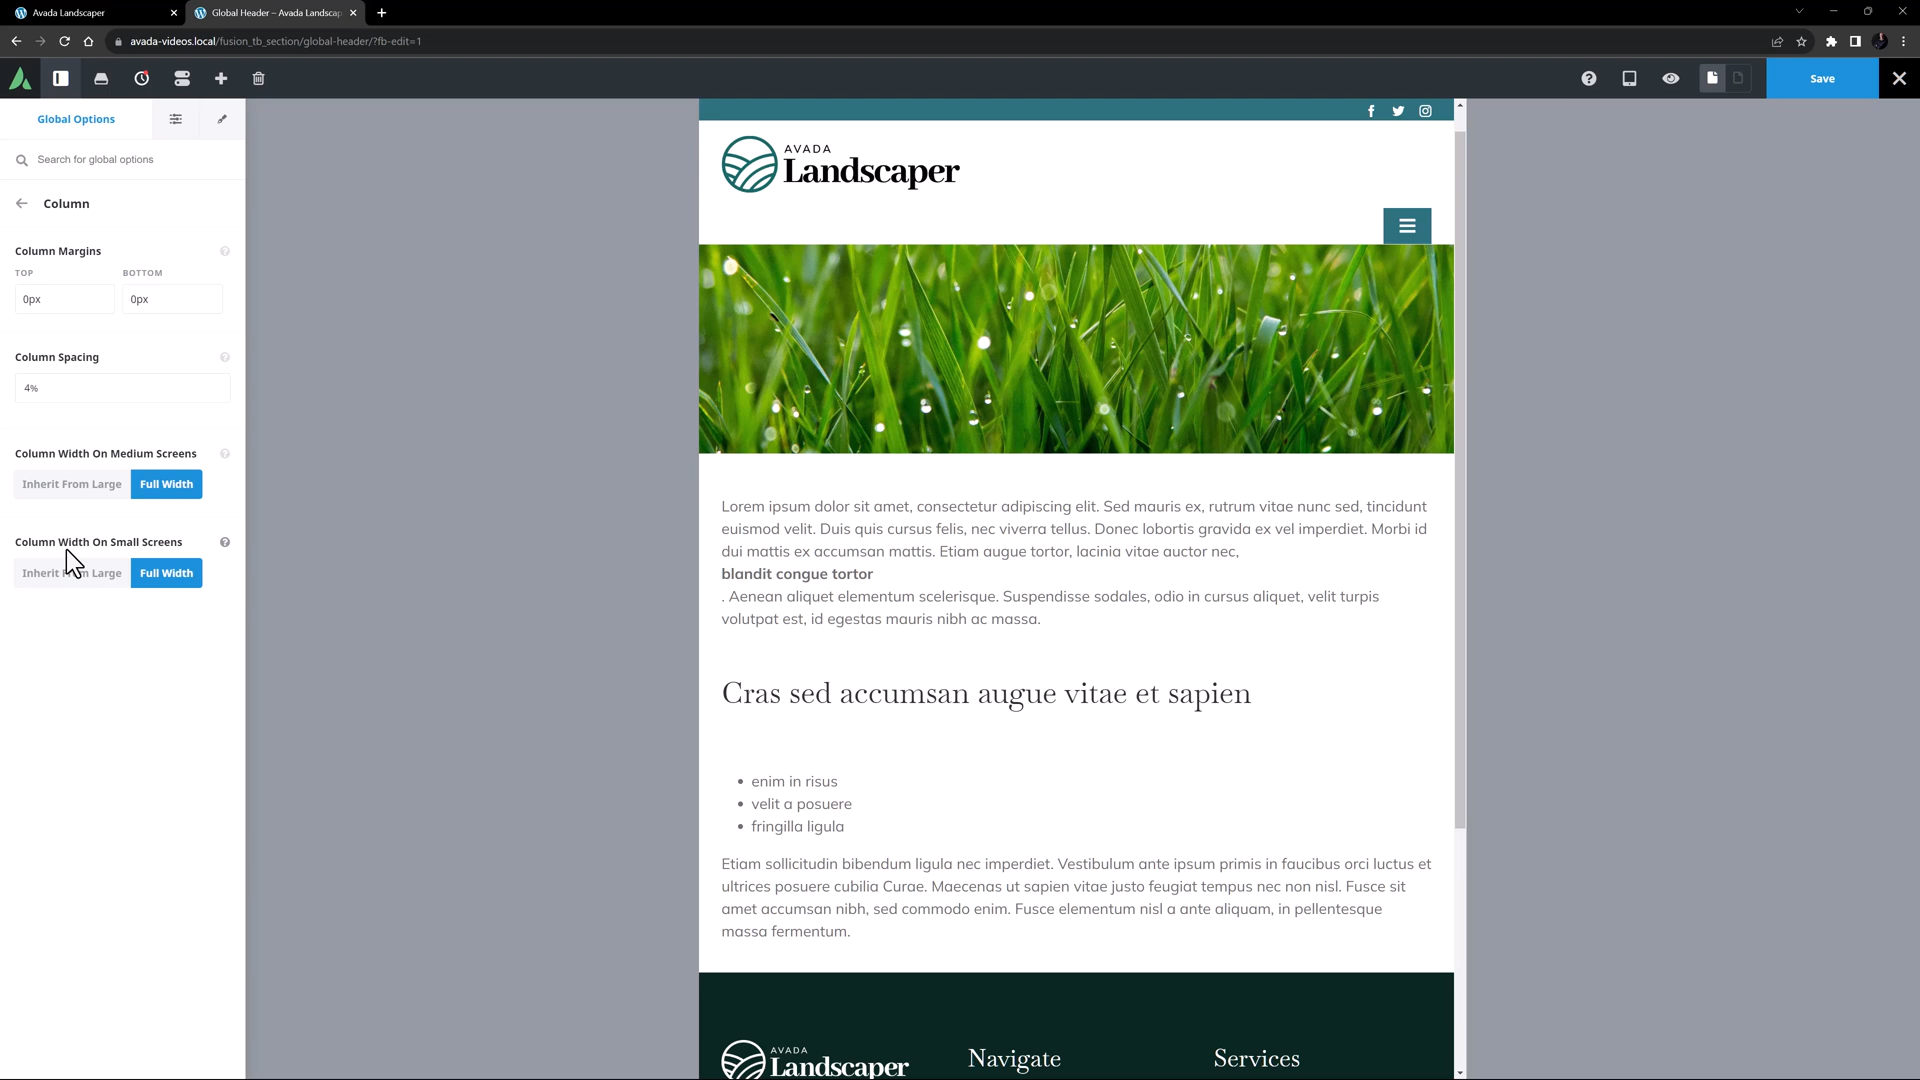 Avada Landscaper
Global Header – Avada Landscap
avada-videos.local/fusion_tb_section/global-header/?fb-edit=1
Save
Global Options
Search for global options
Column
Column Margins
TOP
BOTTOM
0px
0px
Column Spacing
4%
Column Width On Medium Screens
Inherit From Large
Full Width
Column Width On Small Screens
Inherit From Large
Full Width
AVADA
Landscaper
Lorem ipsum dolor sit amet, consectetur adipiscing elit. Sed mauris ex, rutrum vitae nunc sed, tincidunt
euismod velit. Duis quis cursus felis, nec viverra tellus. Donec lobortis gravida ex vel imperdiet. Morbi id
dui mattis ex accumsan mattis. Etiam augue tortor, lacinia vitae auctor nec,
blandit congue tortor
. Aenean aliquet elementum scelerisque. Suspendisse sodales, odio in cursus aliquet, velit turpis
volutpat est, id egestas mauris nibh ac massa.
Cras sed accumsan augue vitae et sapien
• enim in risus
• velit a posuere
• fringilla ligula
Etiam sollicitudin bibendum ligula nec imperdiet. Vestibulum ante ipsum primis in faucibus orci luctus et
ultrices posuere cubilia Curae. Maecenas ut sapien vitae justo feugiat tempus nec non nisl. Fusce sit
amet accumsan nibh, sed commodo enim. Fusce elementum nisl a ante aliquam, in pellentesque
massa fermentum.
AVADA
Landscaper
Navigate
Services